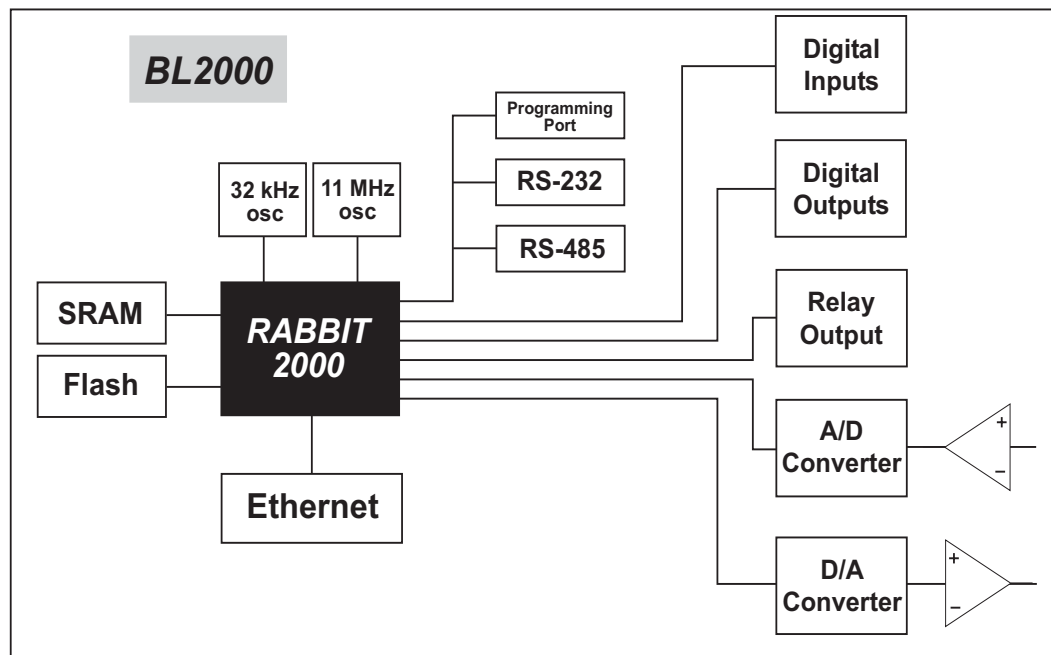 BL2000
Digital
Inputs
Programming
Port
RS-232
RS-485
Digital
Outputs
32 kHz
osc
11 MHz
osc
SRAM
Flash
RABBIT
2000
Ethernet
Relay
Output
A/D
Converter
+
−
D/A
Converter
+
−